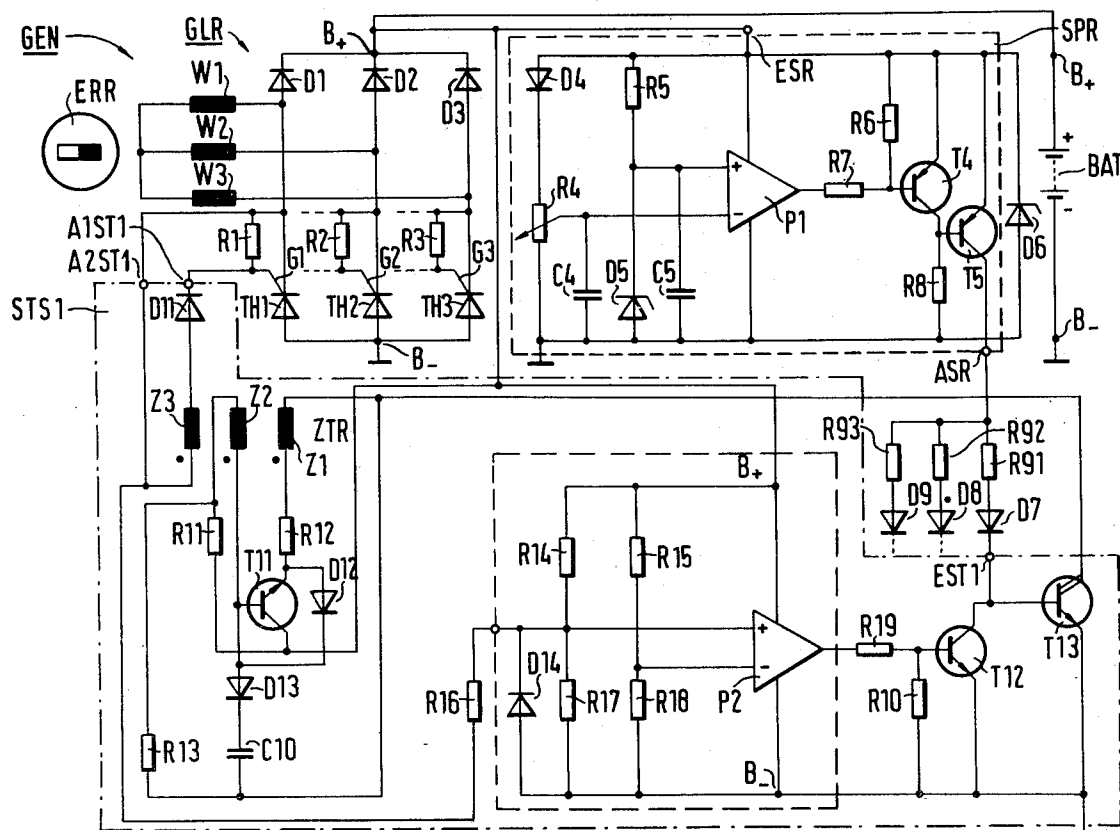 GEN
GLR
B+
ESR
SPR
ERR
W1
W2
W3
D1
D2
D3
D4
R5
R6
B+
+
BAT
-
R4
+
-
P1
R7
T4
A1ST1
A2ST1
R1
R2
R3
G1
G2
G3
C4
D5
C5
R8
T5
D6
STS1
D11
TH1
TH2
TH3
B-
B-
ASR
Z3
Z2
ZTR
Z1
R93
R92
R91
B+
D9
D8
D7
R11
R12
R14
R15
T11
D12
EST1
R19
T13
+
-
D13
R16
D14
R17
R18
P2
R10
T12
R13
C10
B-